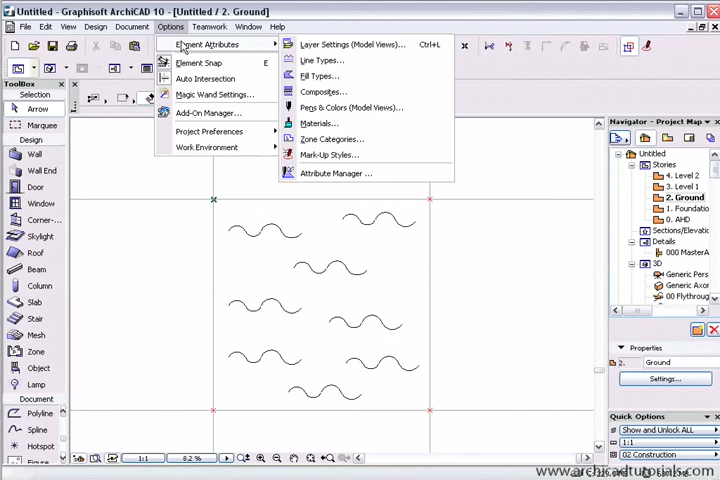 Untitled - Graphisoft ArchiCAD 10 - [Untitled / 2. Ground]
File Edit View Design Document Options Teamwork Window Help
Element Attributes
Element Snap E
Auto Intersection
Magic Wand Settings...
Add-On Manager...
Project Preferences
Work Environment
Layer Settings (Model Views)... Ctrl+L
Line Types...
Fill Types...
Composites...
Pens & Colors (Model Views)...
Materials...
Zone Categories...
Mark-Up Styles...
Attribute Manager ...
ToolBox
Selection
Arrow
Marquee
Design
Wall
Wall End
Door
Window
Corner-...
Skylight
Roof
Beam
Column
Slab
Stair
Mesh
Zone
Object
Lamp
Document
Polyline
Spline
Hotspot
Figure
Navigator - Project Map
Untitled
Stories
4. Level 2
3. Level 1
2. Ground
1. Foundatio
0. AHD
Sections/Elevatio
Details
000 MasterA
3D
Generic Pers
Generic Axon
00 Flythroug
Properties
2. Ground
Settings...
Quick Options
Show and Unlock ALL
1:1
02 Construction
1:1 8.2 %
www.archicadtutorials.com